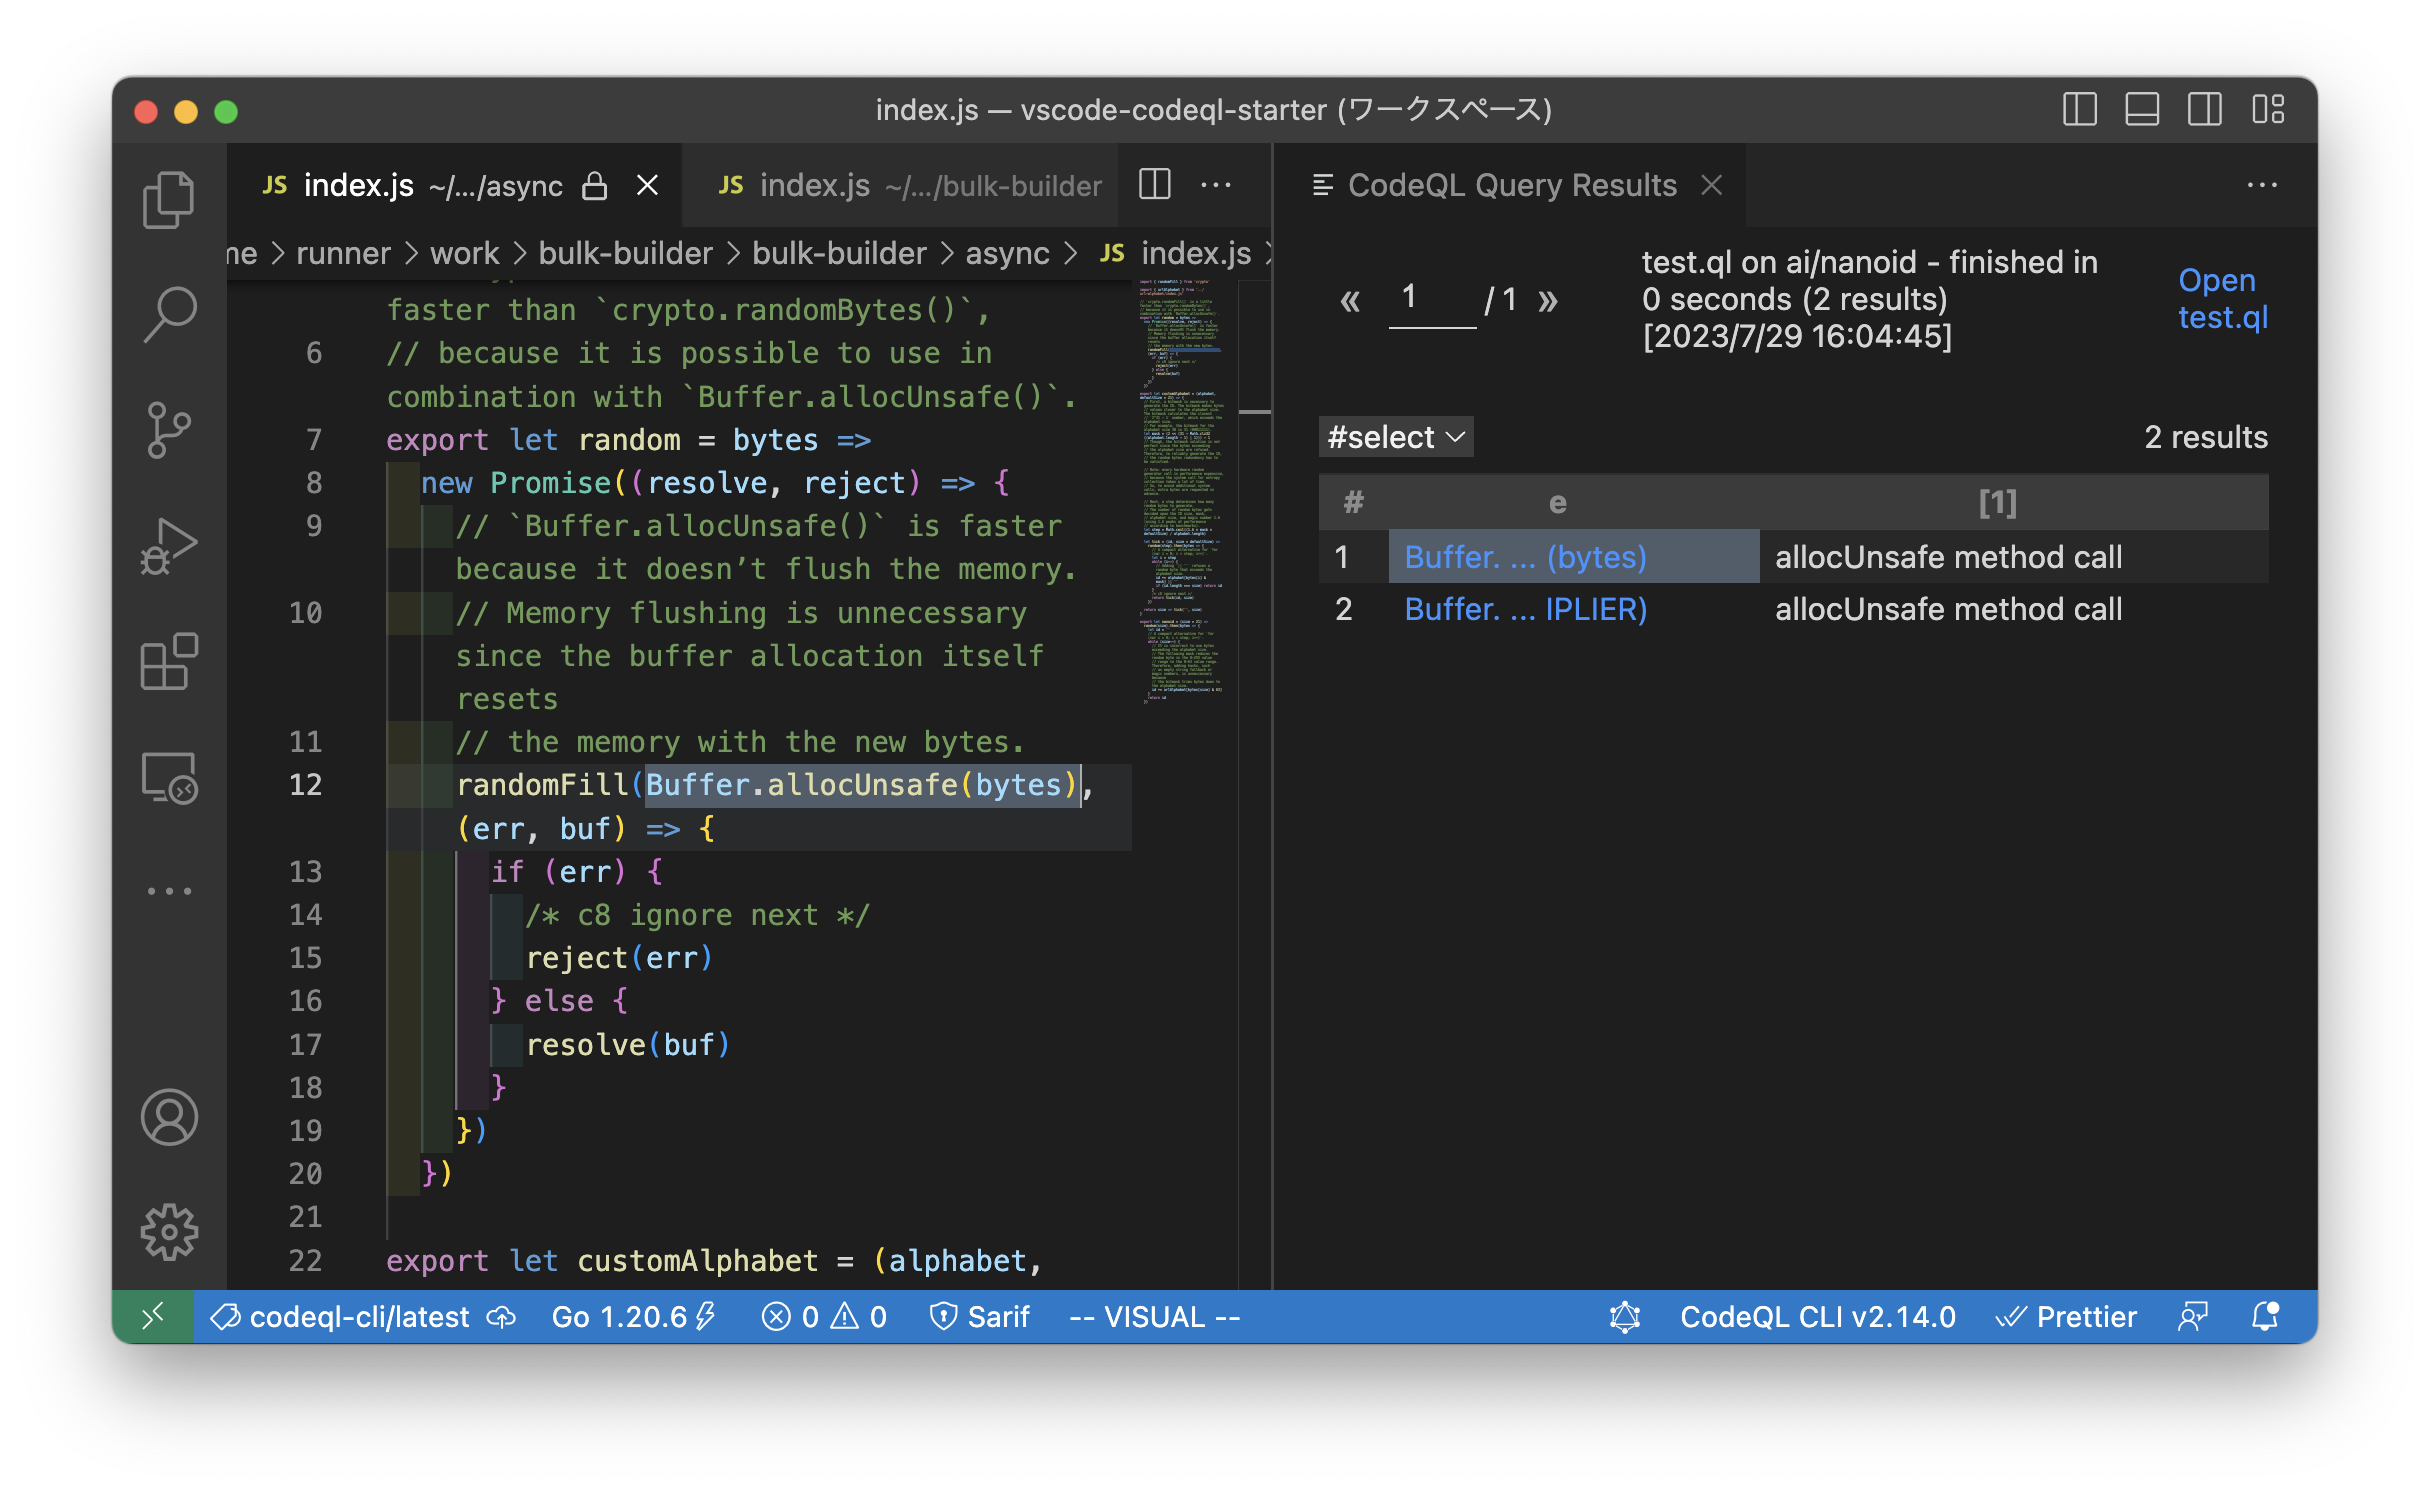 index.js — vscode-codeql-starter (ワークスペース)
JS index.js ~/.../async
JS index.js ~/.../bulk-builder
me > runner > work > bulk-builder > bulk-builder > async > JS index.js >
faster than `crypto.randomBytes()`,
6 // because it is possible to use in
combination with `Buffer.allocUnsafe()`.
7 export let random = bytes =>
8 new Promise((resolve, reject) => {
9 // `Buffer.allocUnsafe()` is faster
because it doesn’t flush the memory.
10 // Memory flushing is unnecessary
since the buffer allocation itself
resets
11 // the memory with the new bytes.
12 randomFill(Buffer.allocUnsafe(bytes),
(err, buf) => {
13 if (err) {
14 /* c8 ignore next */
15 reject(err)
16 } else {
17 resolve(buf)
18 }
19 })
20 })
21
22 export let customAlphabet = (alphabet,
CodeQL Query Results
« 1 / 1 »
test.ql on ai/nanoid - finished in
0 seconds (2 results)
[2023/7/29 16:04:45]
Open
test.ql
#select
2 results
# e [1]
1 Buffer. ... (bytes) allocUnsafe method call
2 Buffer. ... IPLIER) allocUnsafe method call
codeql-cli/latest Go 1.20.6 0 0 Sarif -- VISUAL -- CodeQL CLI v2.14.0 Prettier